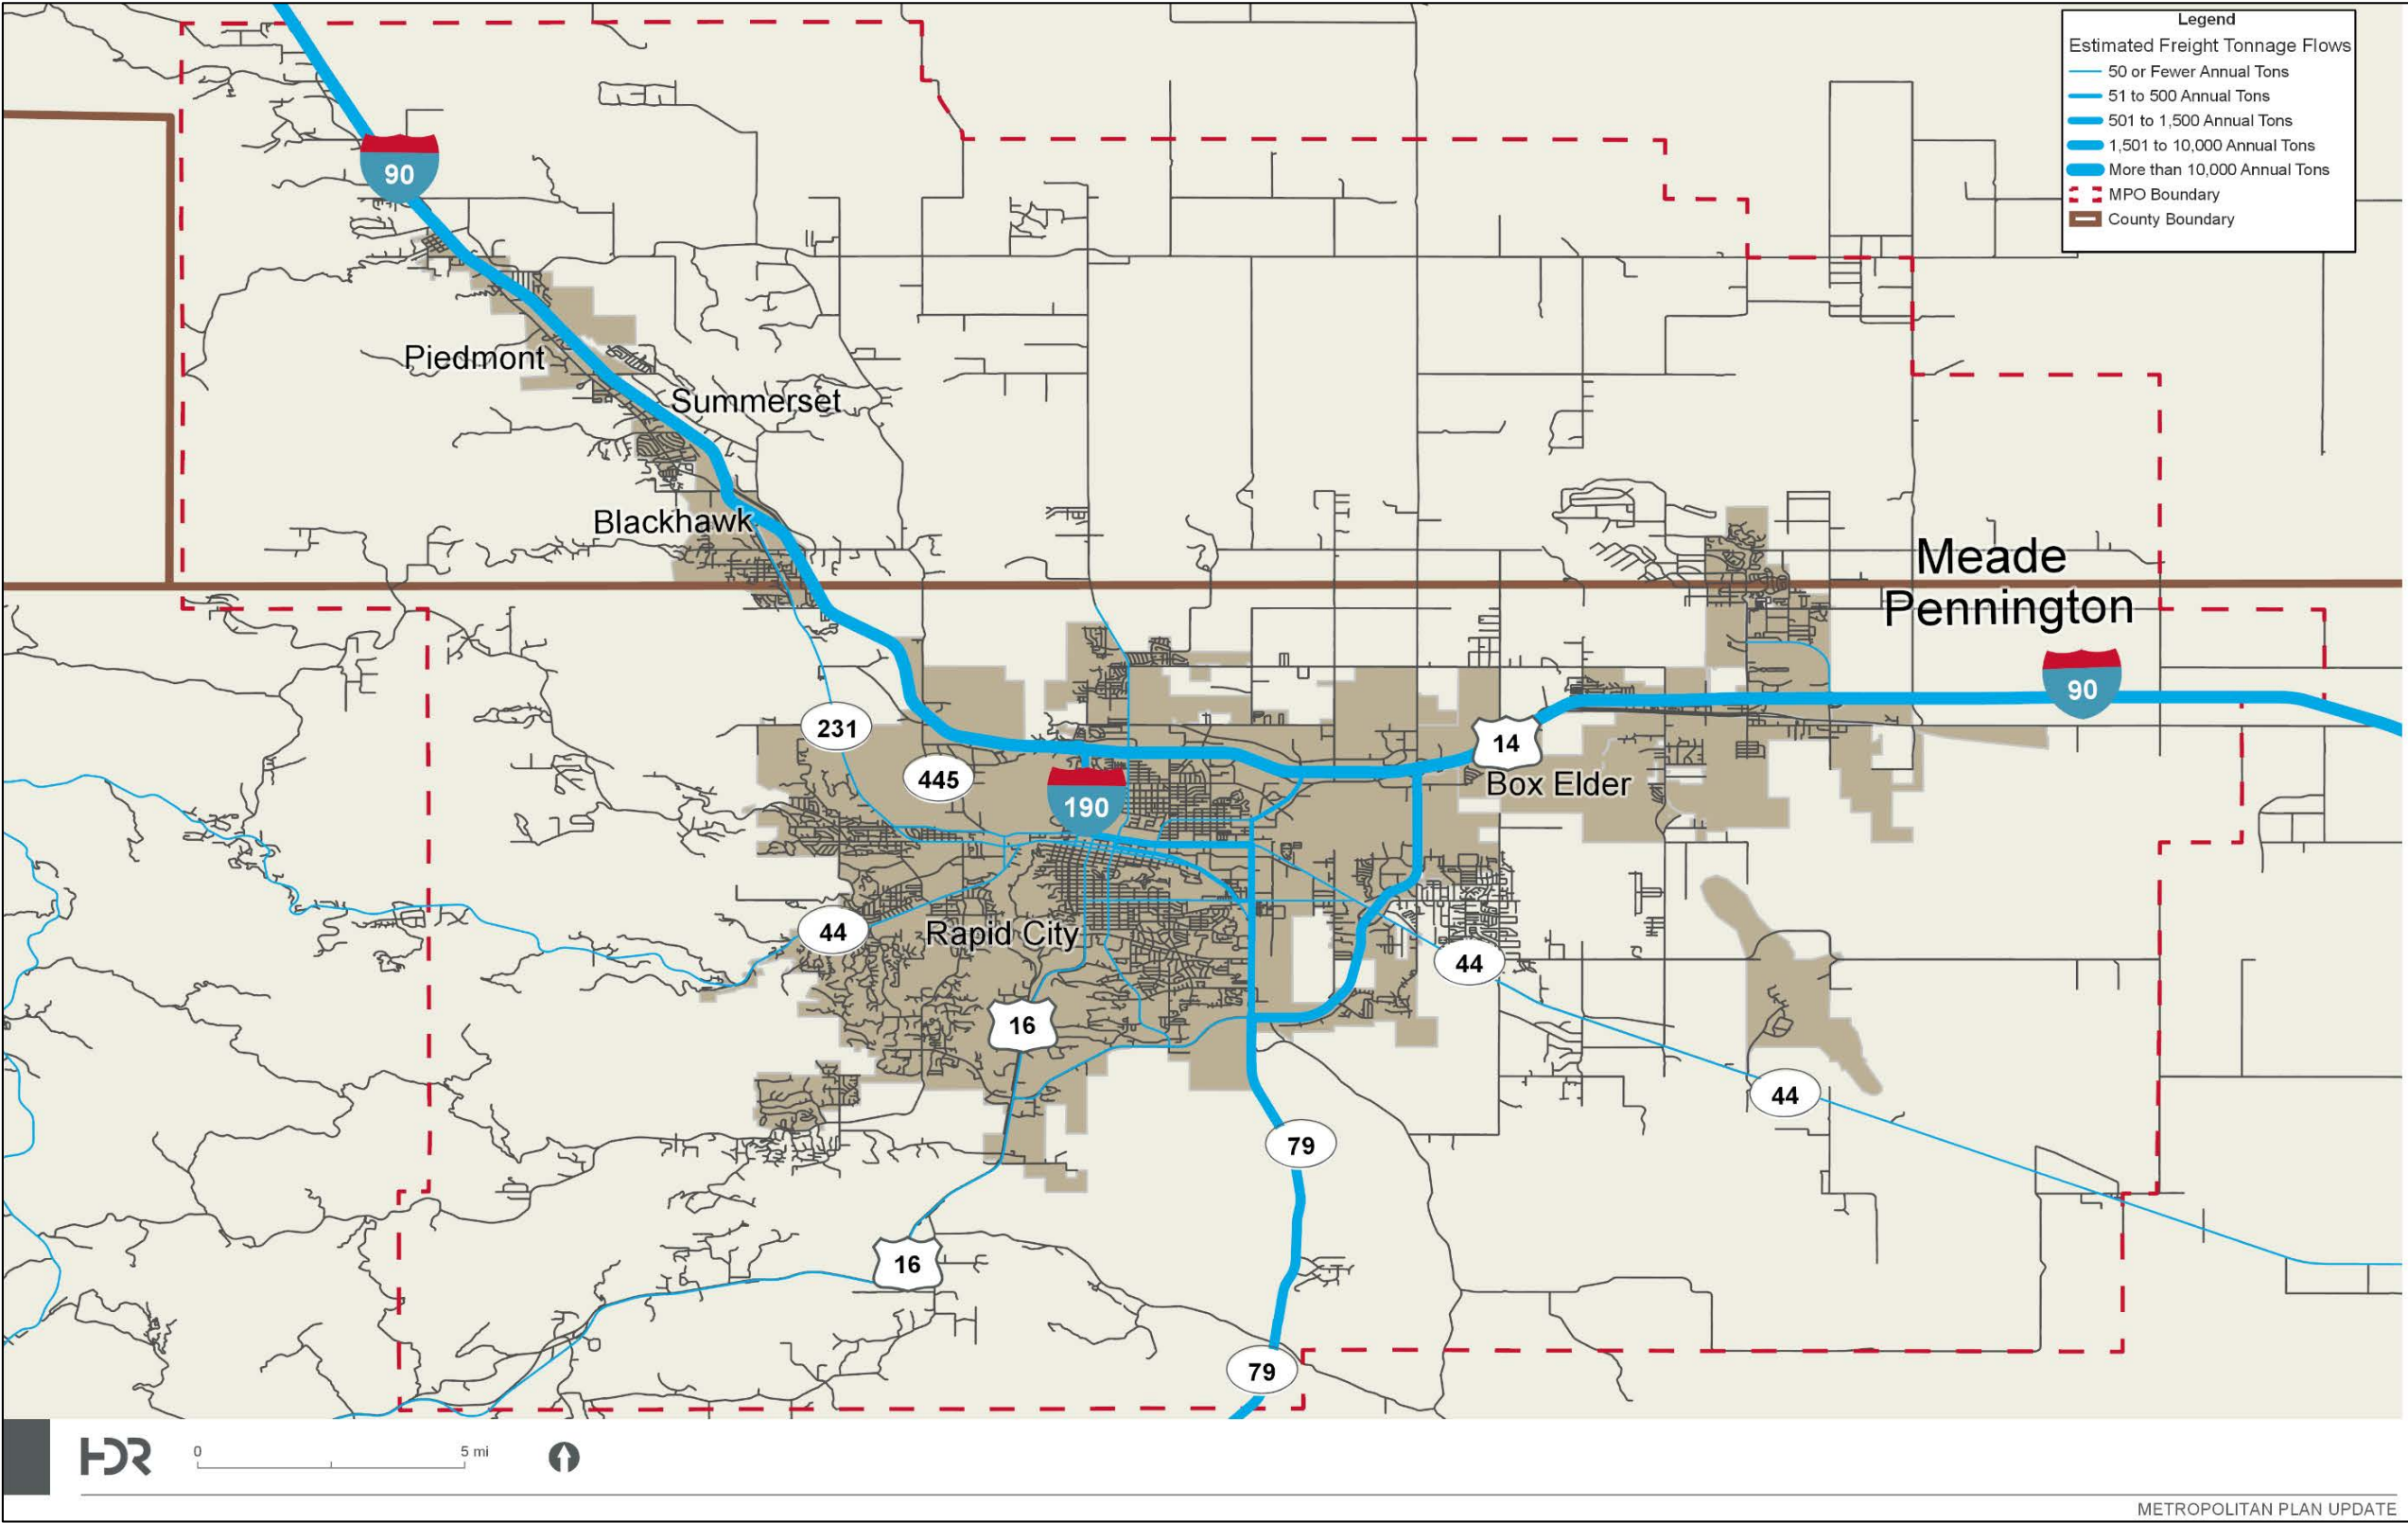 Legend
Estimated Freight Tonnage Flows
50 or Fewer Annual Tons
51 to 500 Annual Tons
501 to 1,500 Annual Tons
1,501 to 10,000 Annual Tons
More than 10,000 Annual Tons
MPO Boundary
County Boundary
90
Piedmont
Summerset
Blackhawk
Meade
Pennington
90
231
14
445
Box Elder
190
44
Rapid City
44
16
44
79
16
79
HDR
0
5 mi
METROPOLITAN PLAN UPDATE